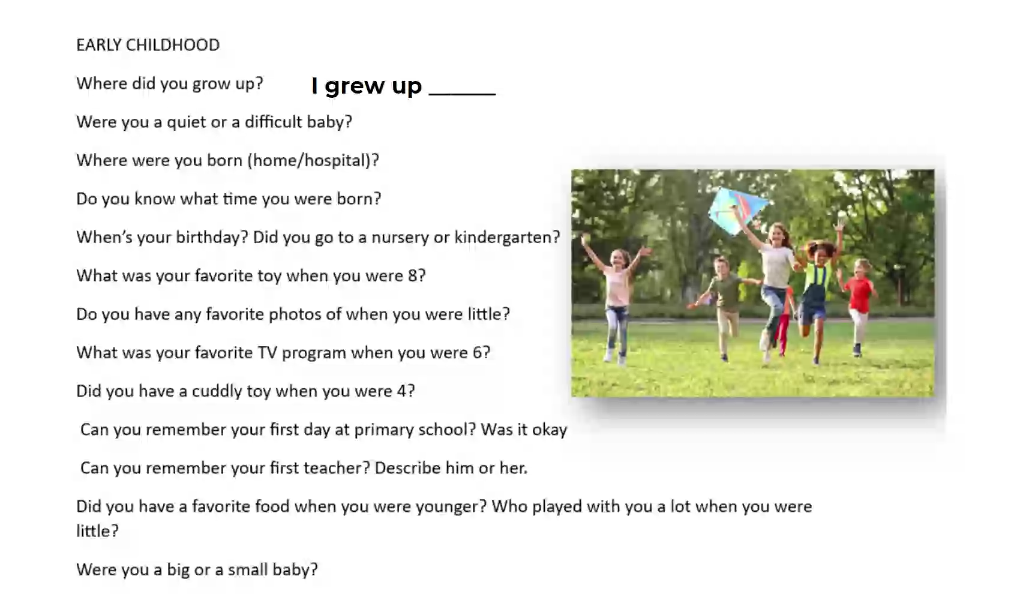 EARLY CHILDHOOD
Where did you grow up? I grew up ______
Were you a quiet or a difficult baby?
Where were you born (home/hospital)?
Do you know what time you were born?
When’s your birthday? Did you go to a nursery or kindergarten?
What was your favorite toy when you were 8?
Do you have any favorite photos of when you were little?
What was your favorite TV program when you were 6?
Did you have a cuddly toy when you were 4?
Can you remember your first day at primary school? Was it okay
Can you remember your first teacher? Describe him or her.
Did you have a favorite food when you were younger? Who played with you a lot when you were
little?
Were you a big or a small baby?